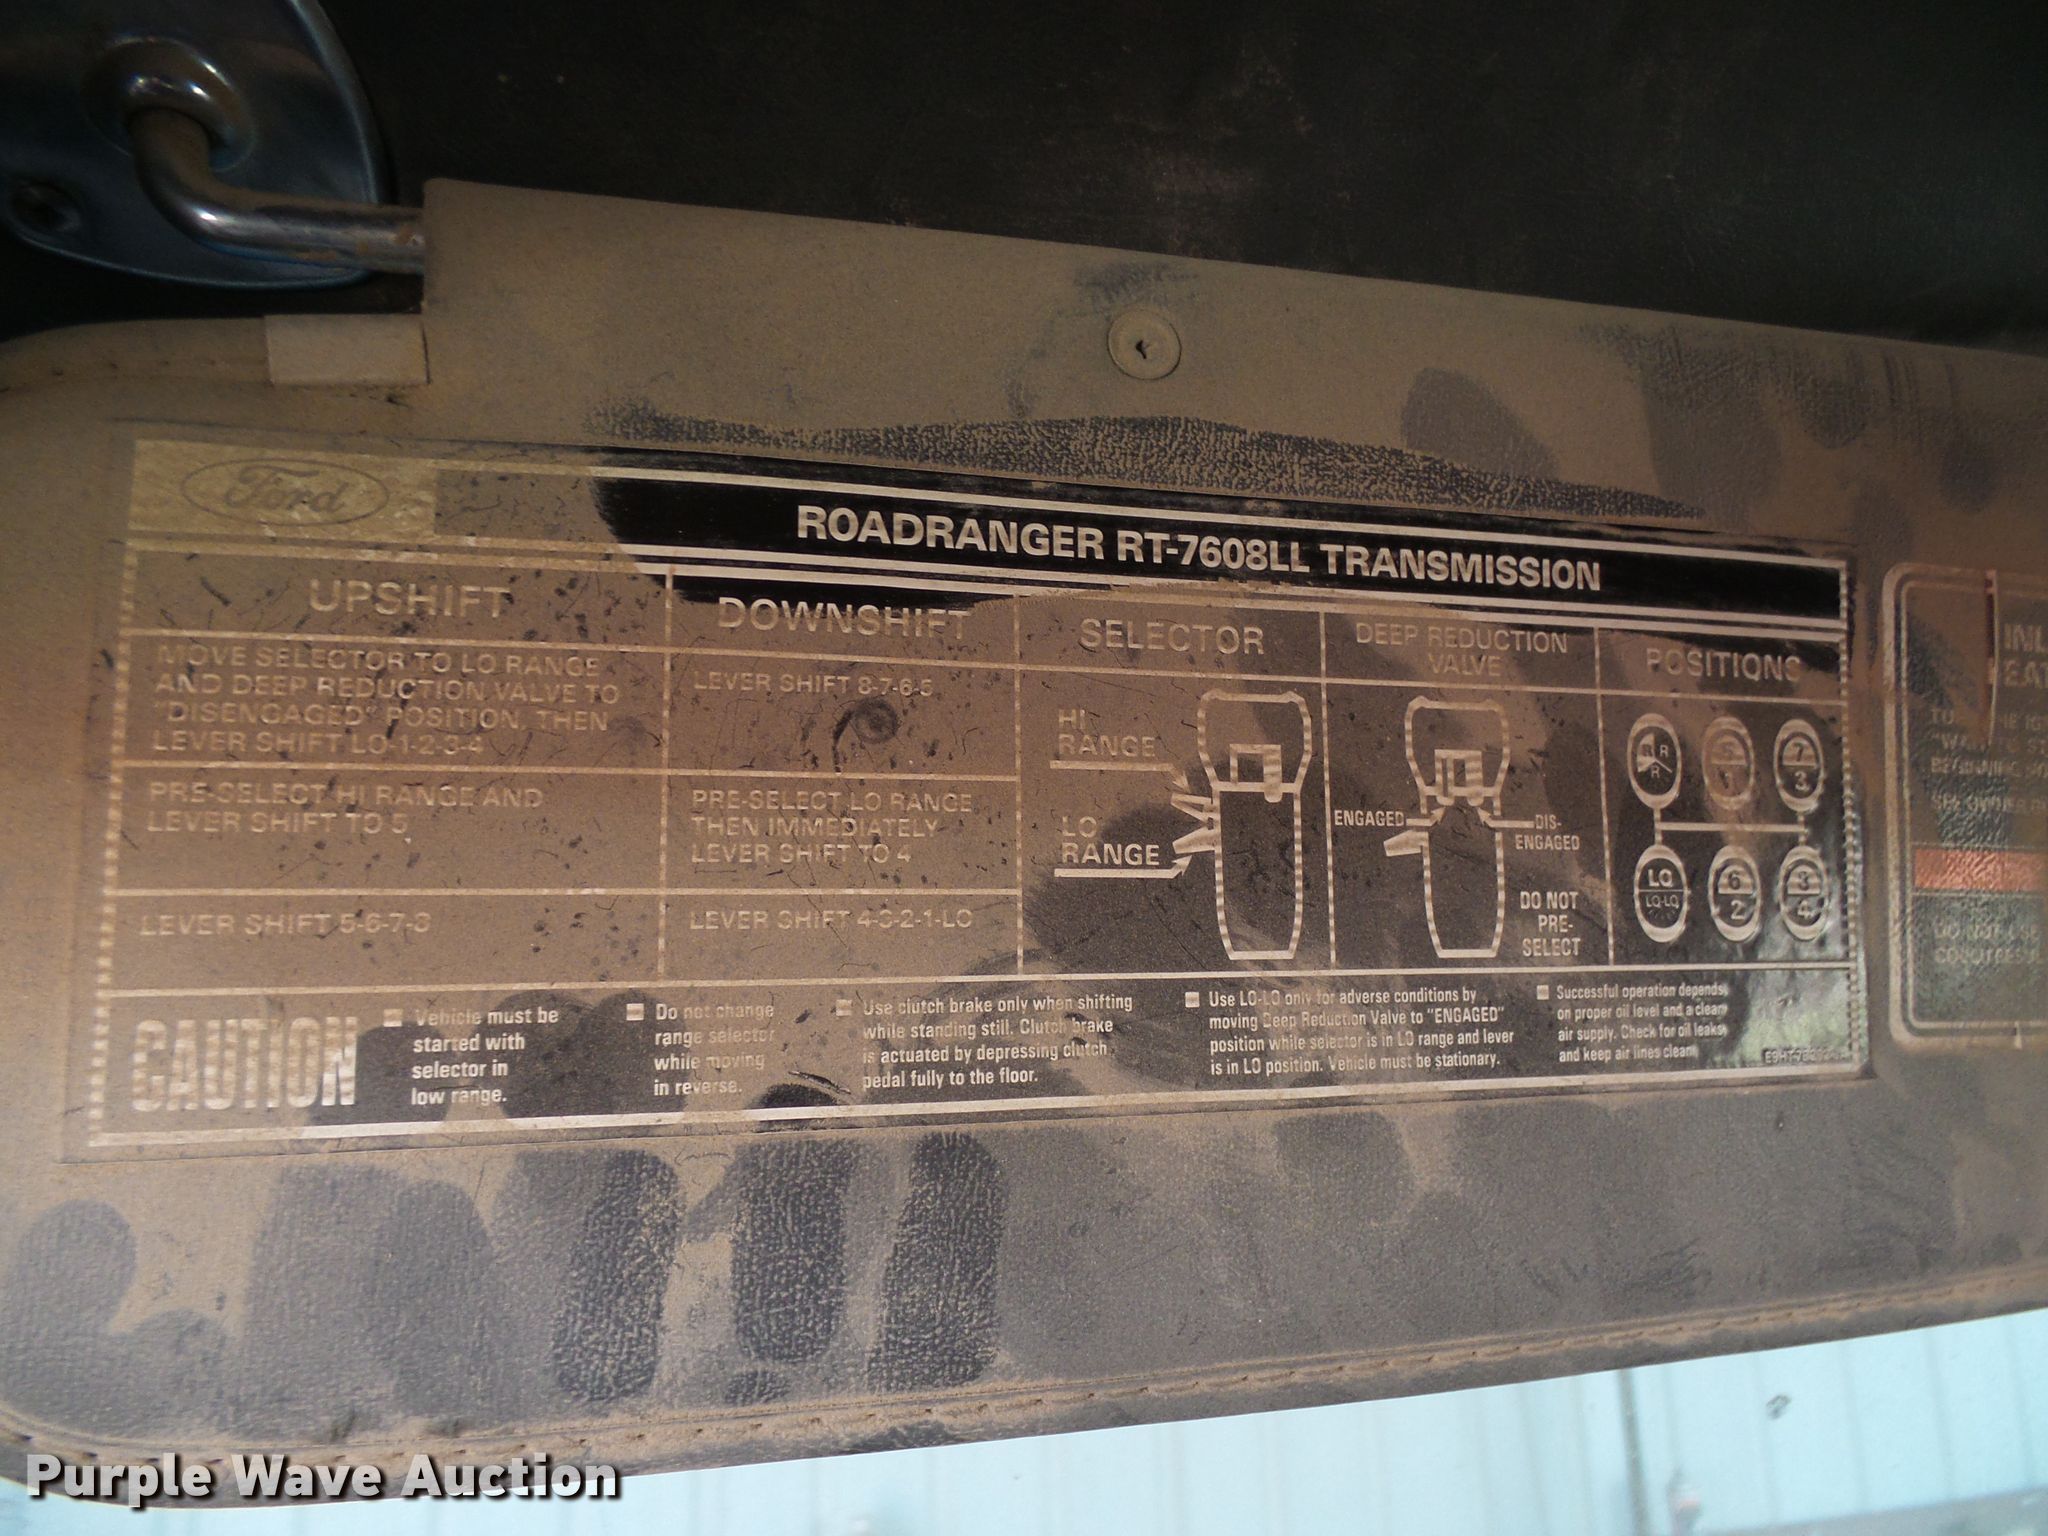 Ford
ROADRANGER RT-7608LL TRANSMISSION
UPSHIFT
MOVE SELECTOR TO LO RANGE
AND DEEP REDUCTION VALVE TO
"DISENGAGED" POSITION, THEN
LEVER SHIFT LO-1-2-3-4
PRE-SELECT HI RANGE AND
LEVER SHIFT TO 5
LEVER SHIFT 5-6-7-8
DOWNSHIFT
LEVER SHIFT 8-7-6-5
PRE-SELECT LO RANGE
THEN IMMEDIATELY
LEVER SHIFT TO 4
LEVER SHIFT 4-3-2-1-LO
SELECTOR
HI
RANGE
LO
RANGE
DEEP REDUCTION
VALVE
ENGAGED
DIS-
ENGAGED
DO NOT
PRE-
SELECT
POSITIONS
R R 5 7
R 1 3
LO 6 8
LO-LO 2 4
CAUTION
Vehicle must be
started with
selector in
low range.
Do not change
range selector
while moving
in reverse.
Use clutch brake only when shifting
while standing still. Clutch brake
is actuated by depressing clutch
pedal fully to the floor.
Use LO-LO only for adverse conditions by
moving Deep Reduction Valve to "ENGAGED"
position while selector is in LO range and lever
is in LO position. Vehicle must be stationary.
Successful operation depends
on proper oil level and a clean
air supply. Check for oil leaks
and keep air lines clean.
DO NOT USE
Purple Wave Auction